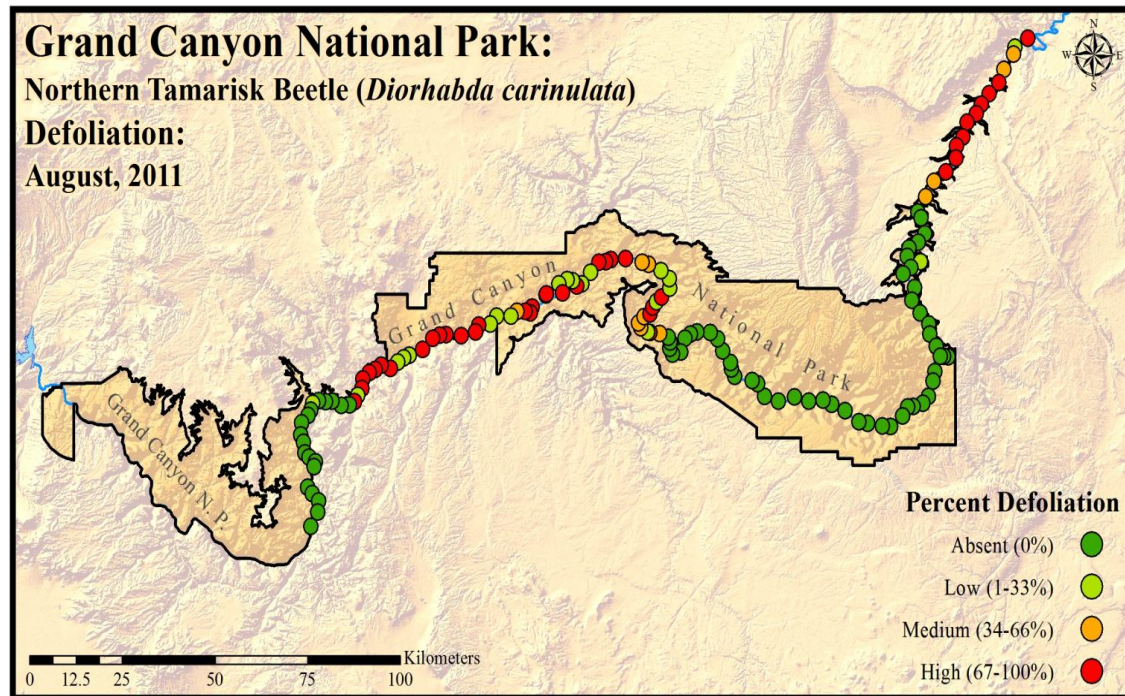 Grand Canyon National Park:
Northern Tamarisk Beetle (Diorhabda carinulata)
Defoliation:
August, 2011
N
W E
S
Grand Canyon National Park
Grand Canyon N. P.
Percent Defoliation
Absent (0%)
Low (1-33%)
Medium (34-66%)
High (67-100%)
Kilometers
0 12.5 25 50 75 100